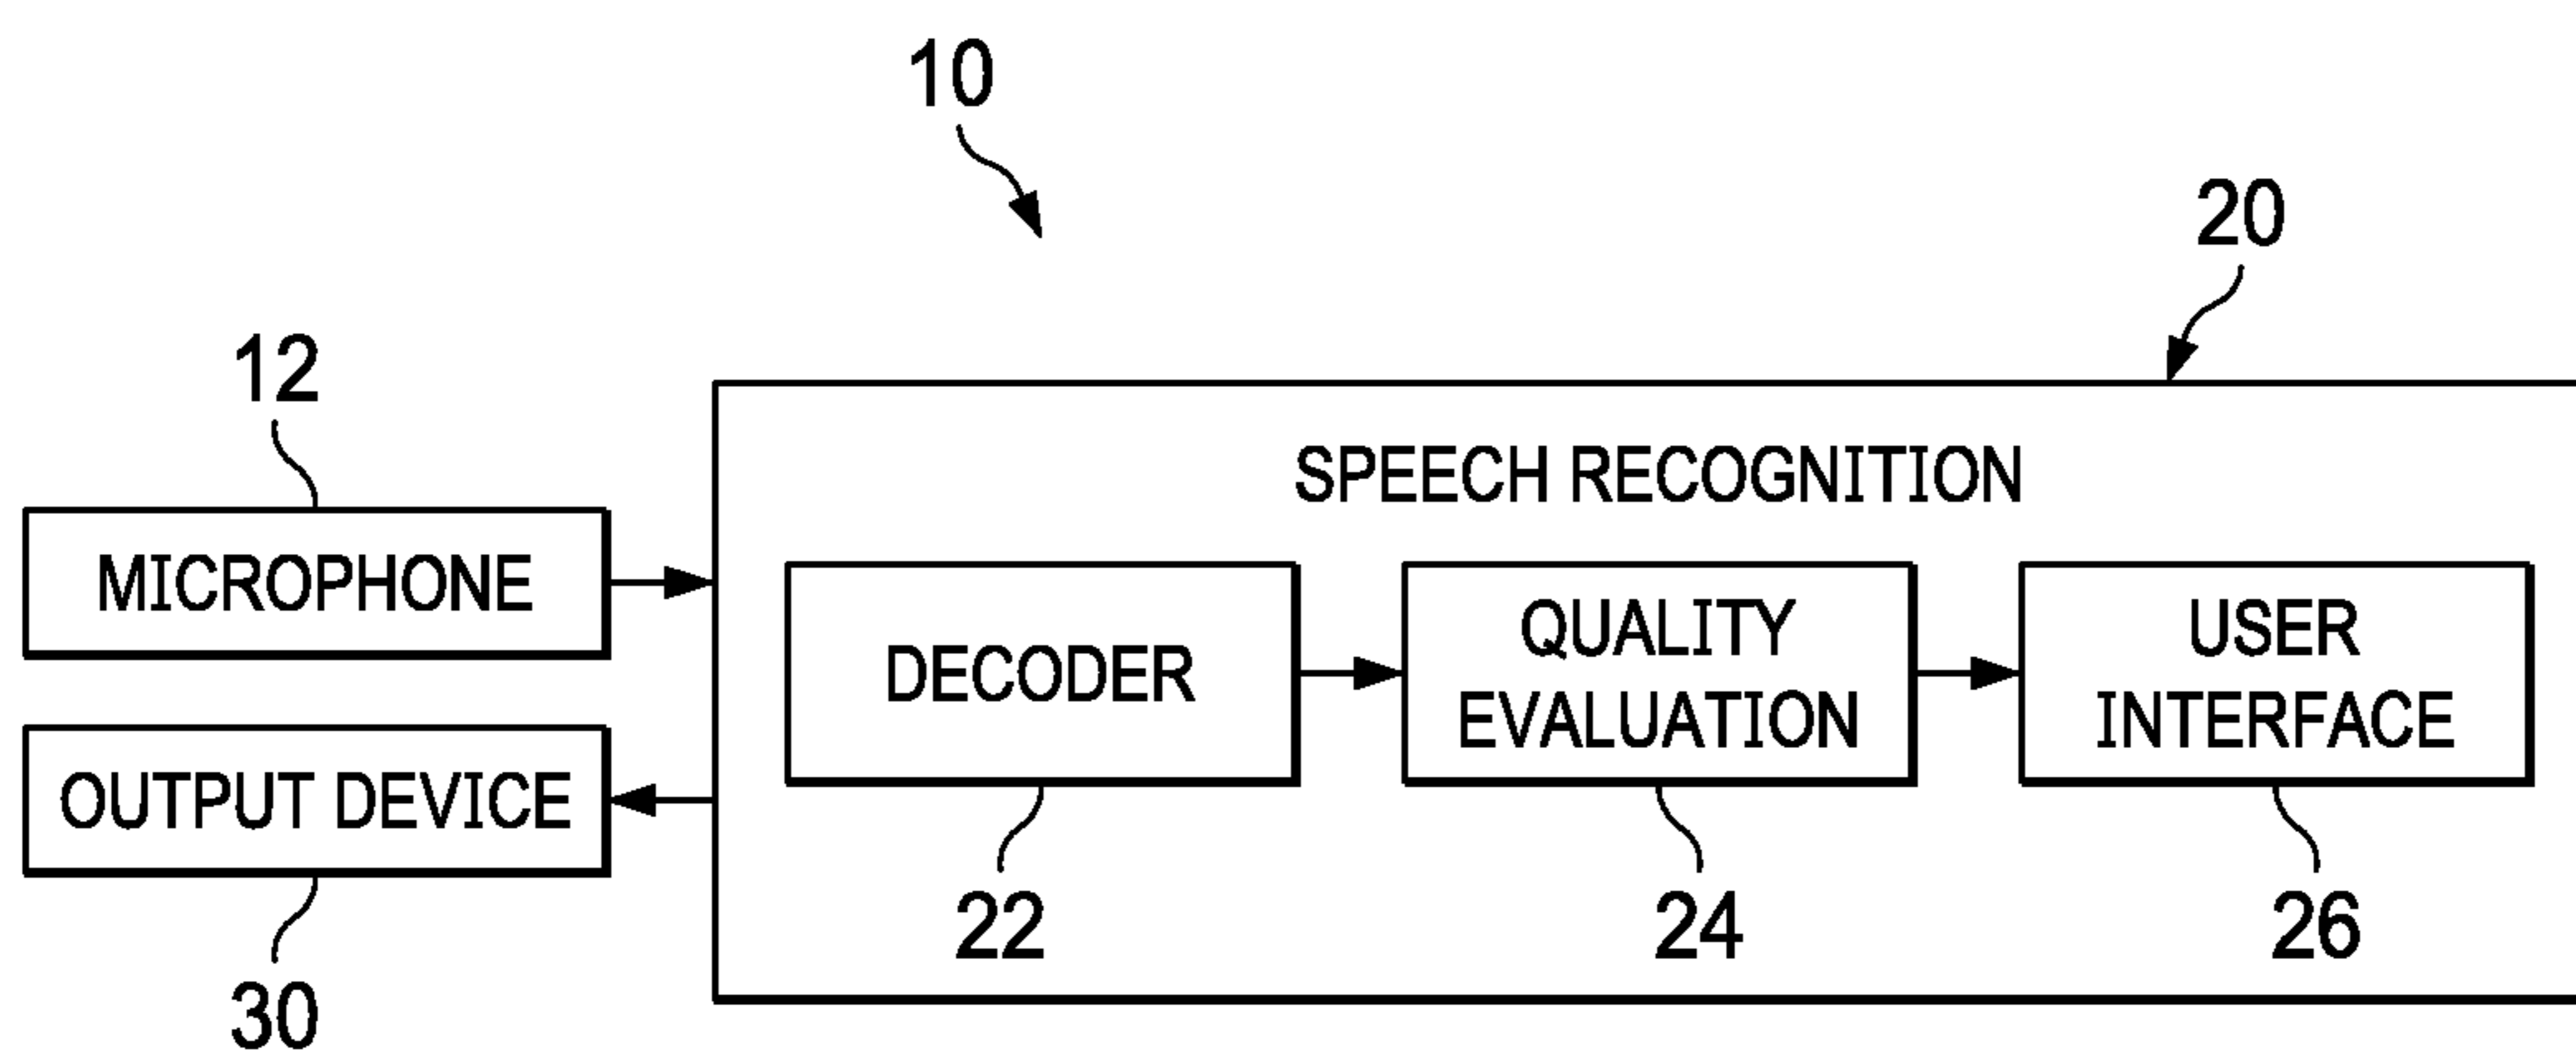 10
20
12
SPEECH RECOGNITION
MICROPHONE
DECODER
QUALITY
EVALUATION
USER
INTERFACE
OUTPUT DEVICE
22
24
26
30